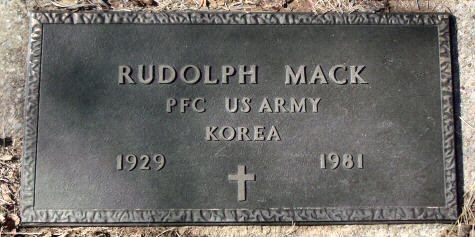 RUDOLPH MACK
PFC US ARMY
KOREA
1929 1981